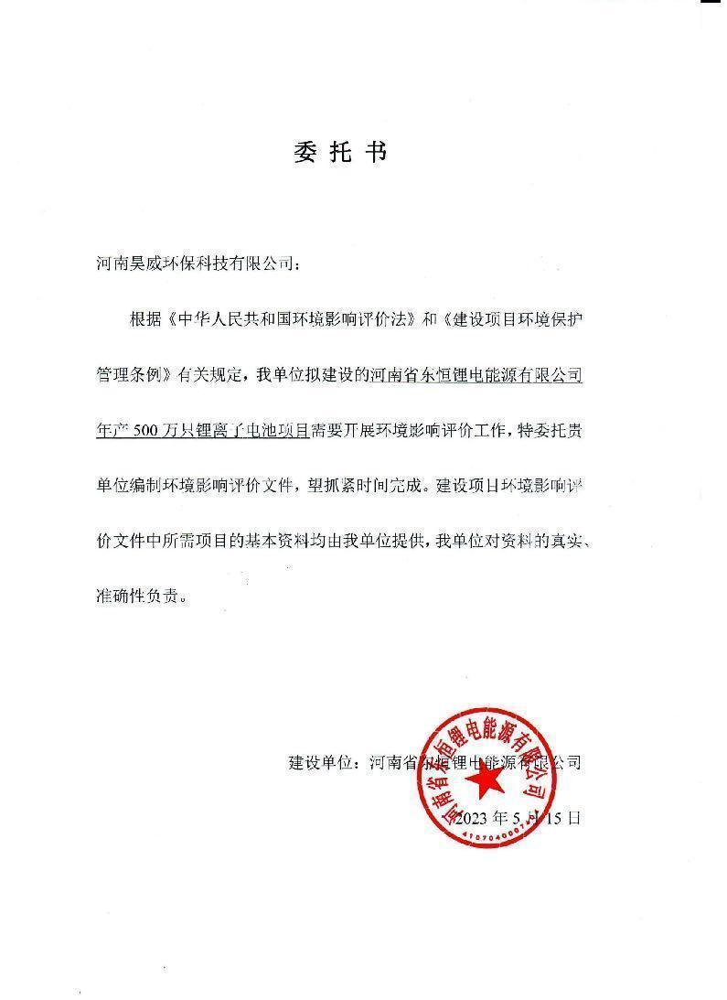 委托书
河南昊威环保科技有限公司：
根据《中华人民共和国环境影响评价法》和《建设项目环境保护
管理条例》有关规定，我单位拟建设的河南省东恒锂电能源有限公司
年产 500 万只锂离子电池项目需要开展环境影响评价工作，特委托贵
单位编制环境影响评价文件，望抓紧时间完成。建设项目环境影响评
价文件中所需项目的基本资料均由我单位提供，我单位对资料的真实、
准确性负责。
建设单位：河南省东恒锂电能源有限公司
2023 年 5 月 15 日
河南省东恒锂电能源有限公司